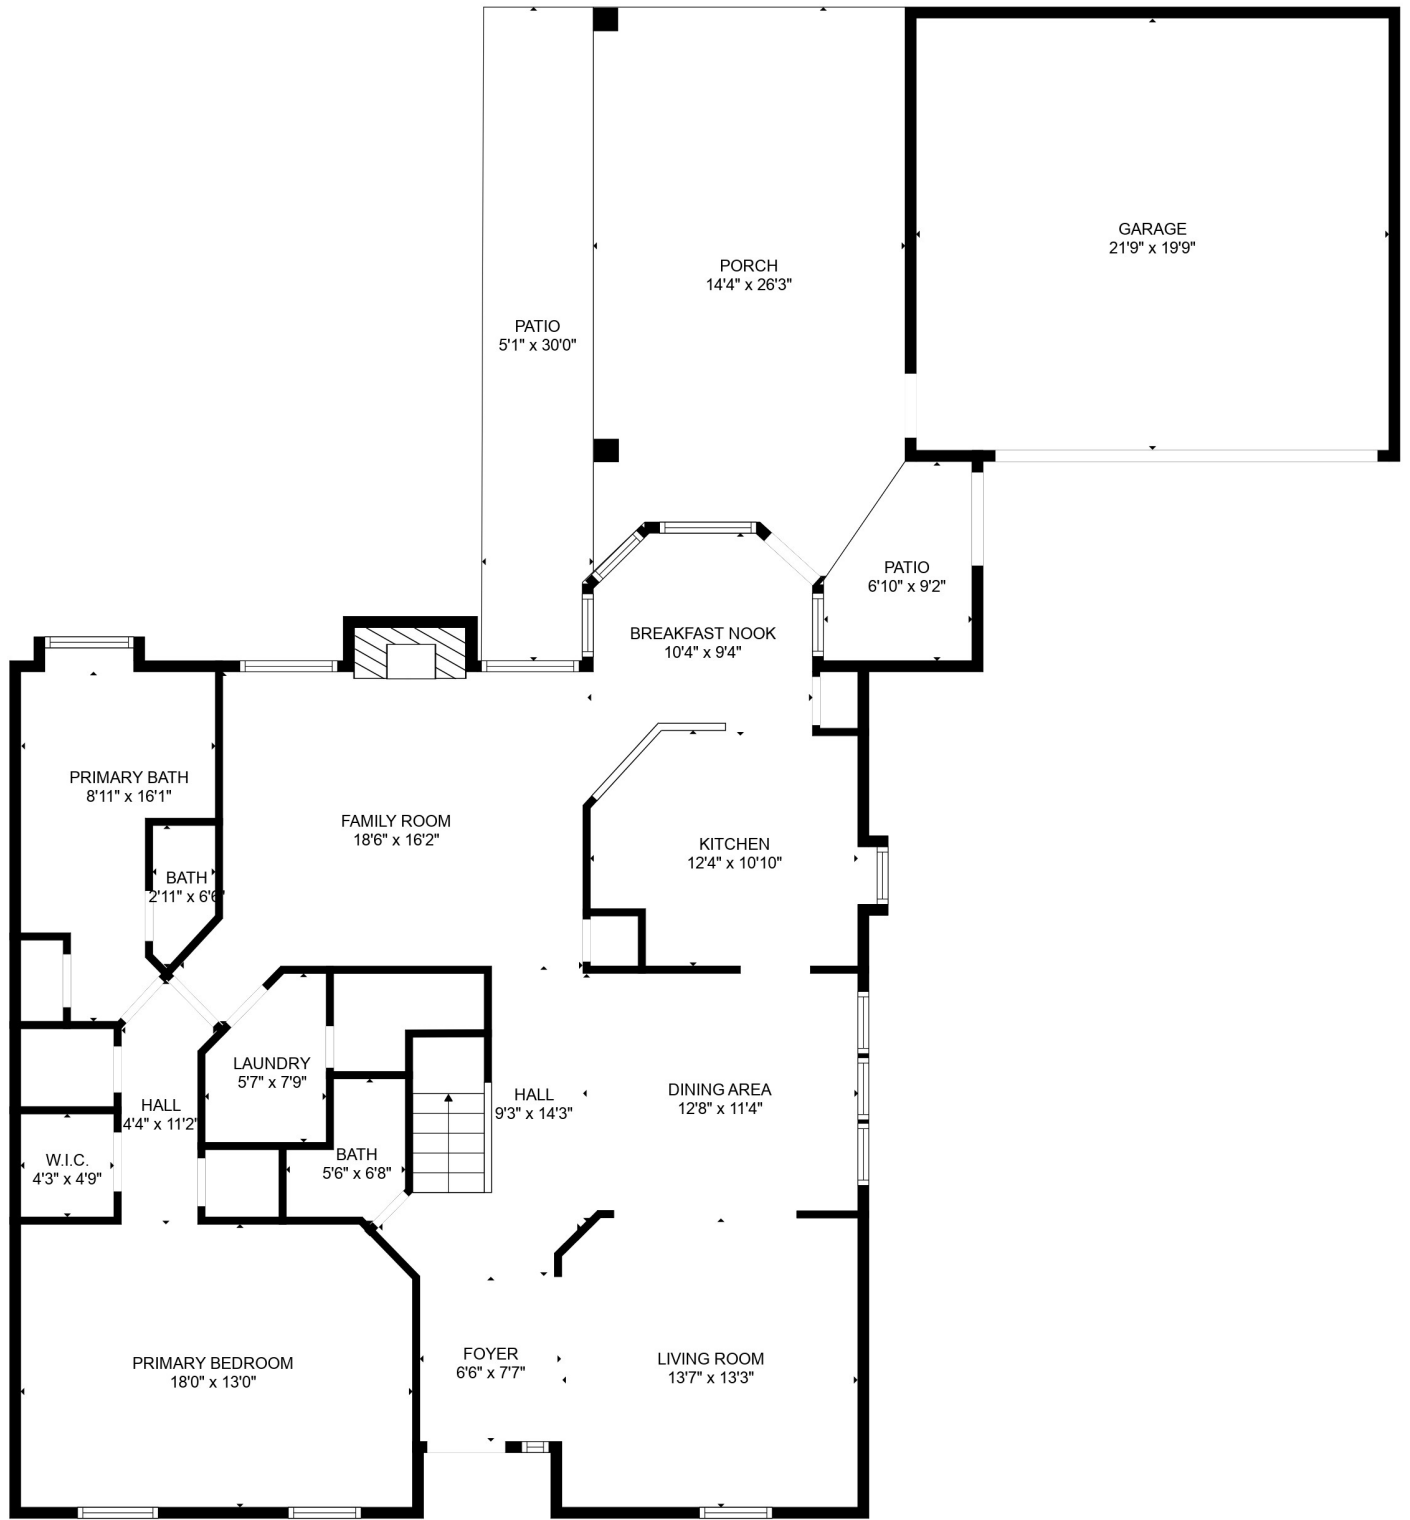 GARAGE
21'9" x 19'9"
PORCH
14'4" x 26'3"
PATIO
5'1" x 30'0"
PATIO
6'10" x 9'2"
BREAKFAST NOOK
10'4" x 9'4"
PRIMARY BATH
8'11" x 16'1"
FAMILY ROOM
18'6" x 16'2"
KITCHEN
12'4" x 10'10"
BATH
2'11" x 6'6"
LAUNDRY
5'7" x 7'9"
HALL
9'3" x 14'3"
DINING AREA
12'8" x 11'4"
HALL
4'4" x 11'2"
W.I.C.
4'3" x 4'9"
BATH
5'6" x 6'8"
PRIMARY BEDROOM
18'0" x 13'0"
FOYER
6'6" x 7'7"
LIVING ROOM
13'7" x 13'3"